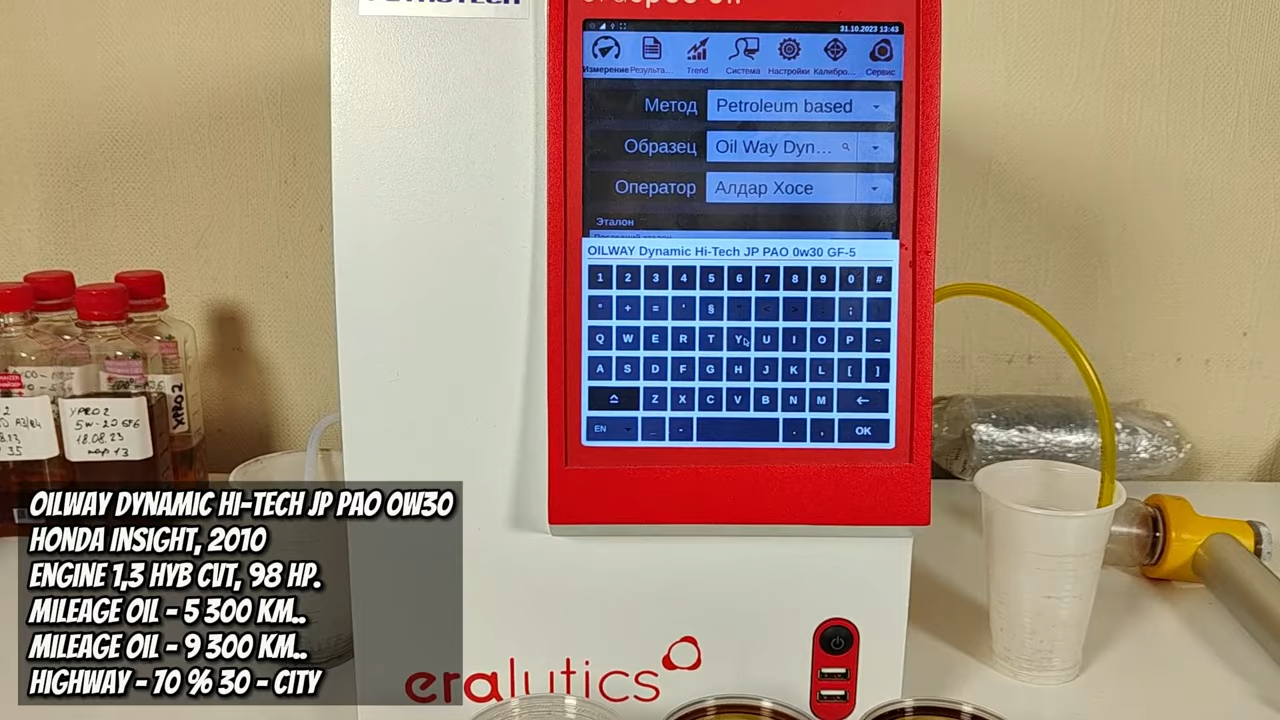 31.10.2023 13:43
Измерение Результа... Trend Система Настройки Калибро... Сервис
Метод Petroleum based
Образец Oil Way Dyn...
Оператор Алдар Хосе
Эталон
OILWAY Dynamic Hi-Tech JP PAO 0w30 GF-5
1 2 3 4 5 6 7 8 9 0 #
° + = ' § < > : ;
Q W E R T Y U I O P ~
A S D F G H J K L [ ]
Z X C V B N M ←
EN _ - . , OK
YPRO2
5W-20 GF6
18.08.23
XPRO2
eralytics
OILWAY DYNAMIC HI-TECH JP PAO 0W30
HONDA INSIGHT, 2010
ENGINE 1,3 HYB CVT, 98 HP.
MILEAGE OIL - 5 300 KM..
MILEAGE OIL - 9 300 KM..
HIGHWAY - 70 % 30 - CITY